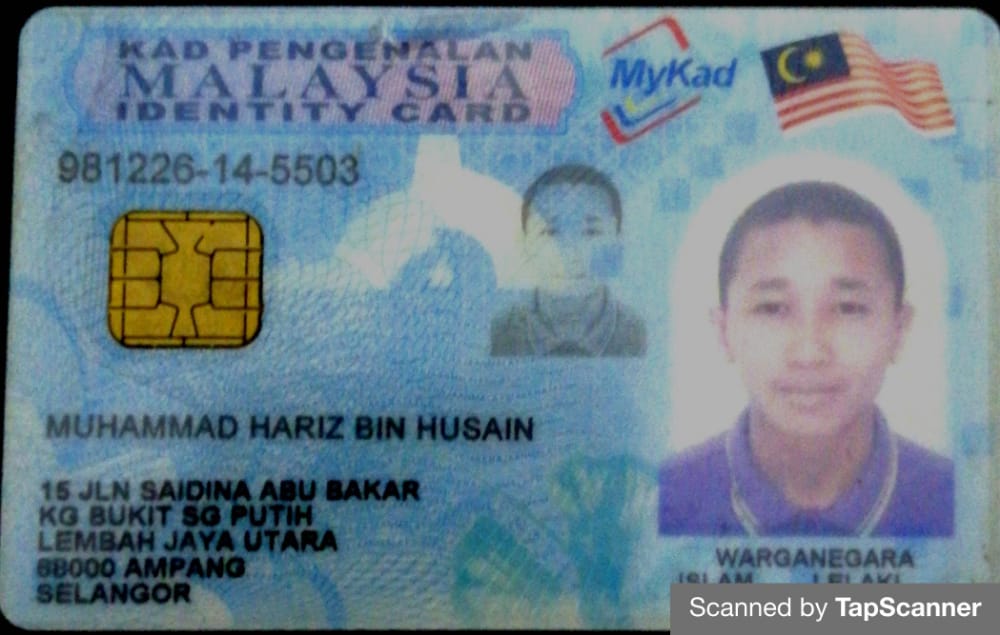 KAD PENGENALAN
MALAYSIA
IDENTITY CARD
MyKad
981226-14-5503
MUHAMMAD HARIZ BIN HUSAIN
15 JLN SAIDINA ABU BAKAR
KG BUKIT SG PUTIH
LEMBAH JAYA UTARA
68000 AMPANG
SELANGOR
WARGANEGARA
ISLAM LELAKI
Scanned by TapScanner